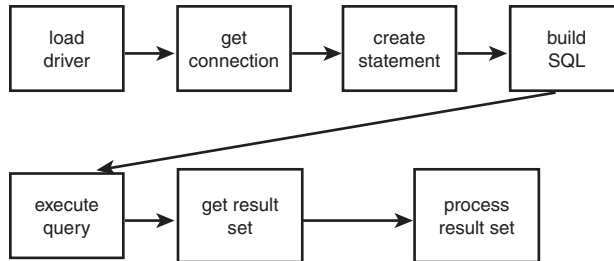 load
driver
get
connection
create
statement
build
SQL
execute
query
get result
set
process
result set